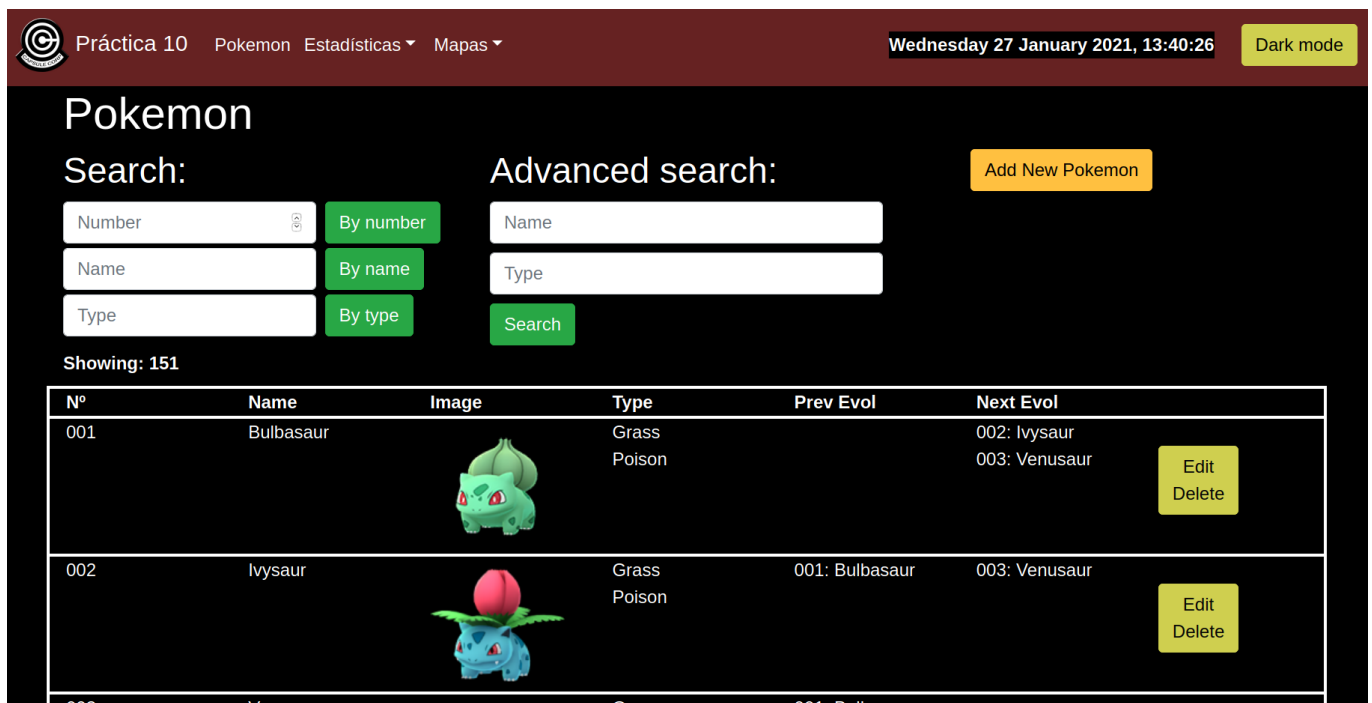 CAPSULE CORP
Práctica 10 Pokemon Estadísticas Mapas Wednesday 27 January 2021, 13:40:26 Dark mode
Pokemon
Search: Advanced search: Add New Pokemon
Number By number Name
Name By name Type
Type By type Search
Showing: 151
Nº Name Image Type Prev Evol Next Evol
001 Bulbasaur Grass 002: Ivysaur
Poison 003: Venusaur
Edit
Delete
002 Ivysaur Grass 001: Bulbasaur 003: Venusaur
Poison
Edit
Delete